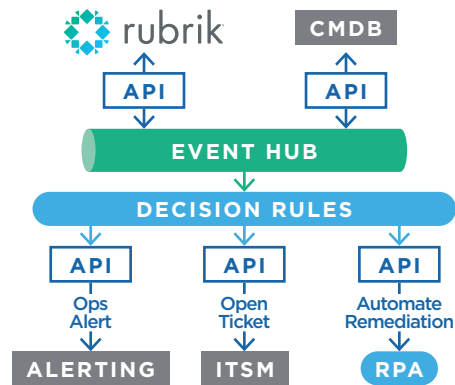 rubrik
CMDB
API
API
EVENT HUB
DECISION RULES
API
API
API
Ops
Alert
Open
Ticket
Automate
Remediation
ALERTING
ITSM
RPA